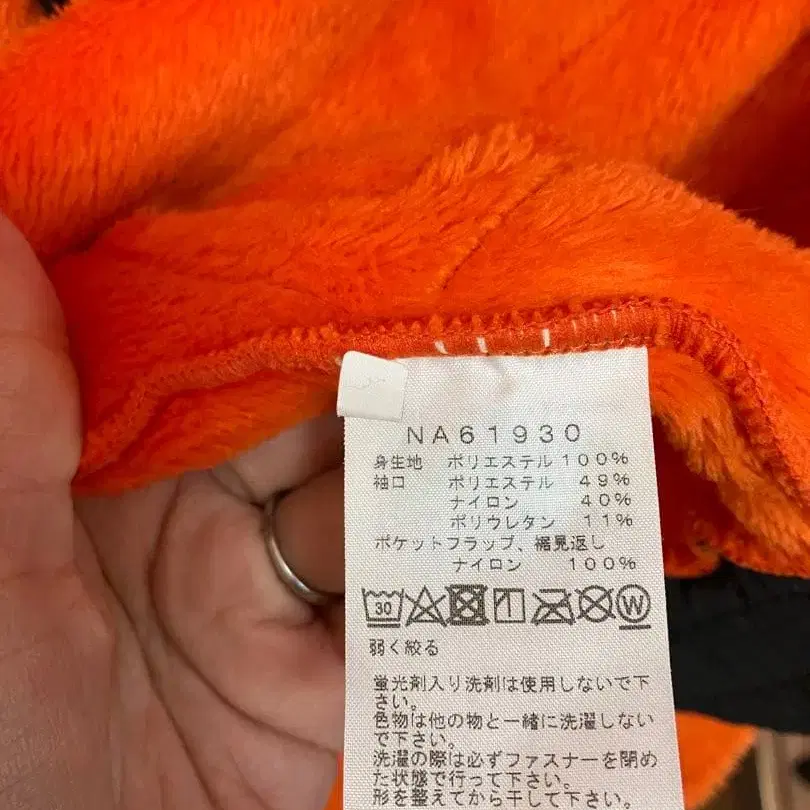 NA61930
身生地 ポリエステル 100%
袖口 ポリエステル 49%
ナイロン 40%
ポリウレタン 11%
ポケットフラップ、裾見返し
ナイロン 100%
30 W
弱く絞る
蛍光剤入り洗剤は使用しないで下
さい。
色物は他の物と一緒に洗濯しない
で下さい。
洗濯の際は必ずファスナーを閉め
た状態で行って下さい。
形を整えてから干して下さい。